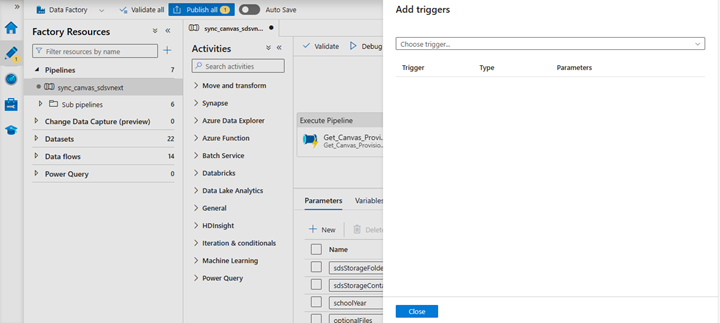 Data Factory
Validate all
Publish all 1
Auto Save
Add triggers
Factory Resources
Filter resources by name
Pipelines 7
sync_canvas_sdsvnext
Sub pipelines 6
Change Data Capture (preview) 0
Datasets 22
Data flows 14
Power Query 0
1
sync_canvas_sdsvn...
Activities
Search activities
Move and transform
Synapse
Azure Data Explorer
Azure Function
Batch Service
Databricks
Data Lake Analytics
General
HDInsight
Iteration & conditionals
Machine Learning
Power Query
Validate
Debug
Execute Pipeline
Get_Canvas_Provi
Get_Canvas_Provisio...
Parameters
Variables
New
Delete
Name
sdsStorageFolde
sdsStorageConta
schoolYear
optionalFiles
Choose trigger...
Trigger Type Parameters
Close